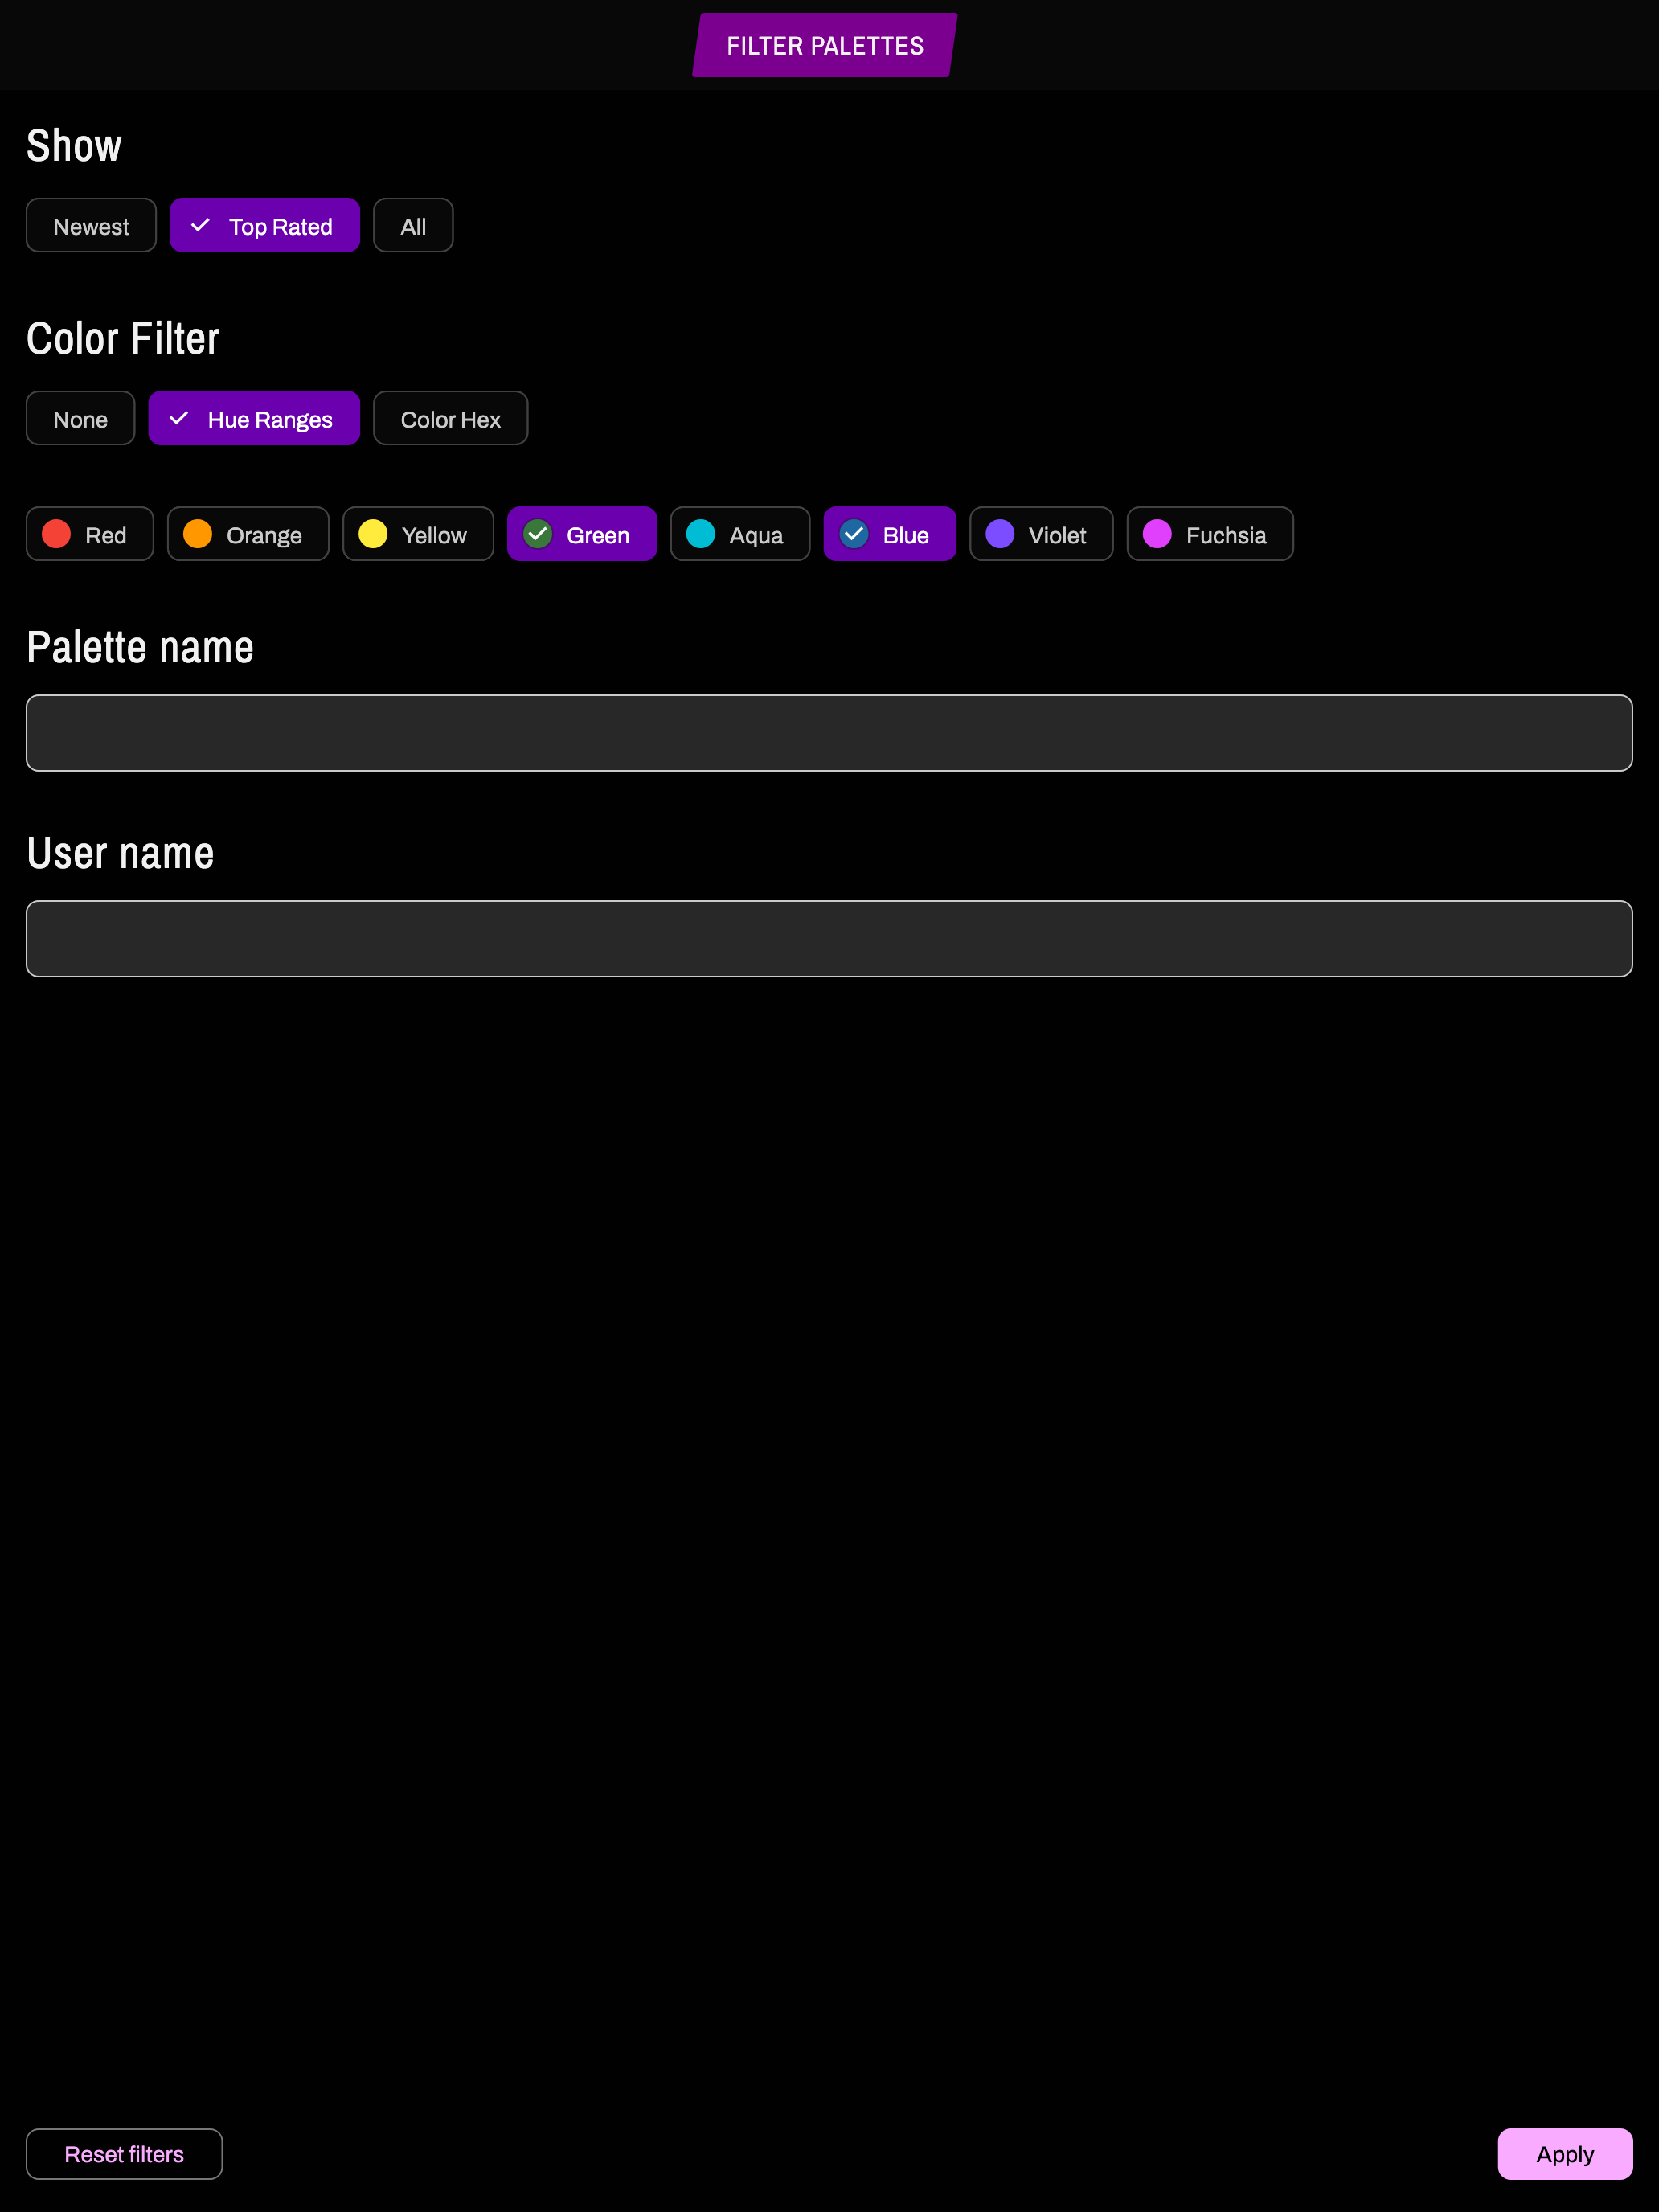 FILTER PALETTES
Show
Newest Top Rated All
Color Filter
None Hue Ranges Color Hex
Red Orange Yellow Green Aqua Blue Violet Fuchsia
Palette name
User name
Reset filters Apply